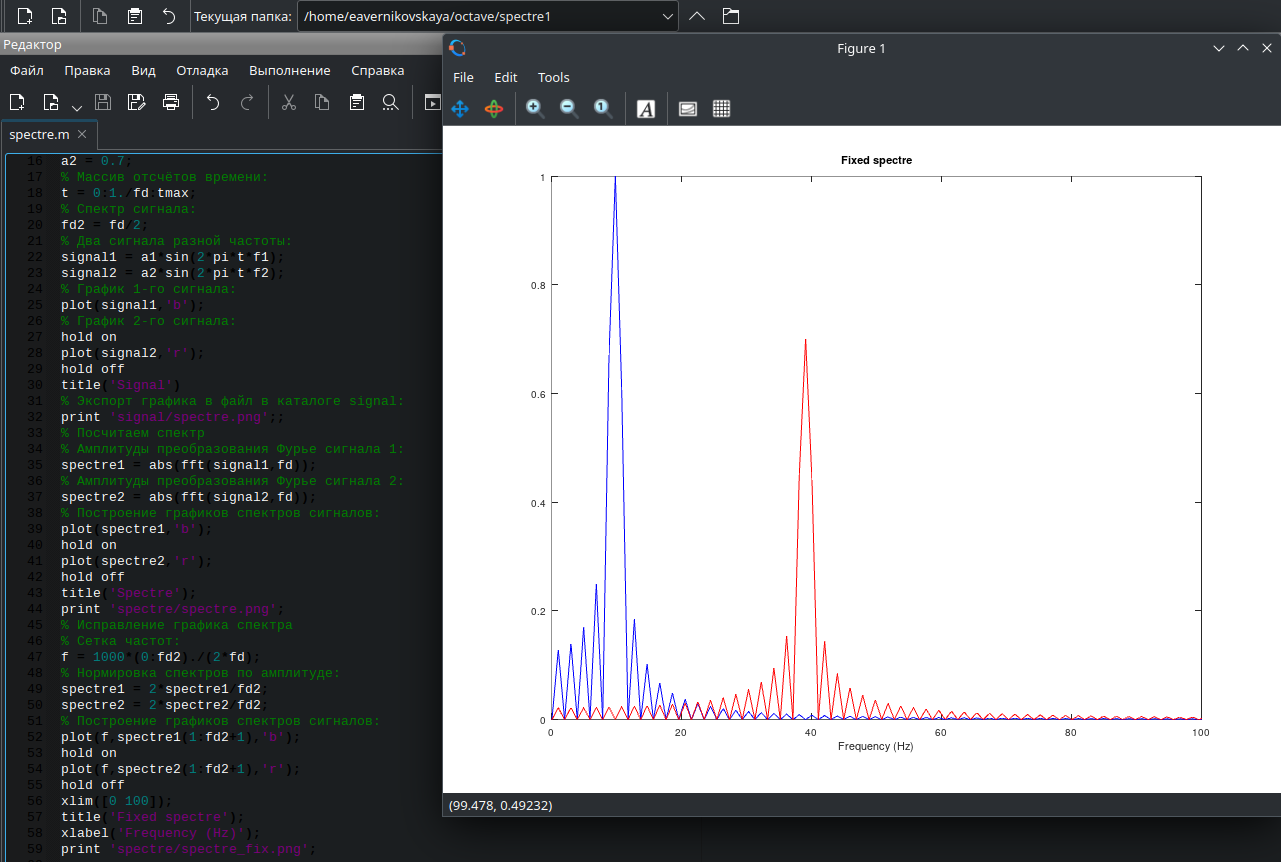 Текущая папка: /home/eavernikovskaya/octave/spectre1
Редактор
Файл Правка Вид Отладка Выполнение Справка
spectre.m
16 a2 = 0.7;
17 % Массив отсчётов времени:
18 t = 0:1./fd:tmax;
19 % Спектр сигнала:
20 fd2 = fd/2;
21 % Два сигнала разной частоты:
22 signal1 = a1*sin(2*pi*t*f1);
23 signal2 = a2*sin(2*pi*t*f2);
24 % График 1-го сигнала:
25 plot(signal1,'b');
26 % График 2-го сигнала:
27 hold on
28 plot(signal2,'r');
29 hold off
30 title('Signal')
31 % Экспорт графика в файл в каталоге signal:
32 print 'signal/spectre.png';;
33 % Посчитаем спектр
34 % Амплитуды преобразования Фурье сигнала 1:
35 spectre1 = abs(fft(signal1,fd));
36 % Амплитуды преобразования Фурье сигнала 2:
37 spectre2 = abs(fft(signal2,fd));
38 % Построение графиков спектров сигналов:
39 plot(spectre1,'b');
40 hold on
41 plot(spectre2,'r');
42 hold off
43 title('Spectre');
44 print 'spectre/spectre.png';
45 % Исправление графика спектра
46 % Сетка частот:
47 f = 1000*(0:fd2)./(2*fd);
48 % Нормировка спектров по амплитуде:
49 spectre1 = 2*spectre1/fd2;
50 spectre2 = 2*spectre2/fd2;
51 % Построение графиков спектров сигналов:
52 plot(f,spectre1(1:fd2+1),'b');
53 hold on
54 plot(f,spectre2(1:fd2+1),'r');
55 hold off
56 xlim([0 100]);
57 title('Fixed spectre');
58 xlabel('Frequency (Hz)');
59 print 'spectre/spectre_fix.png';
Figure 1
File Edit Tools
1 A
Fixed spectre
1
0.8
0.6
0.4
0.2
0
0 20 40 60 80 100
Frequency (Hz)
(99.478, 0.49232)